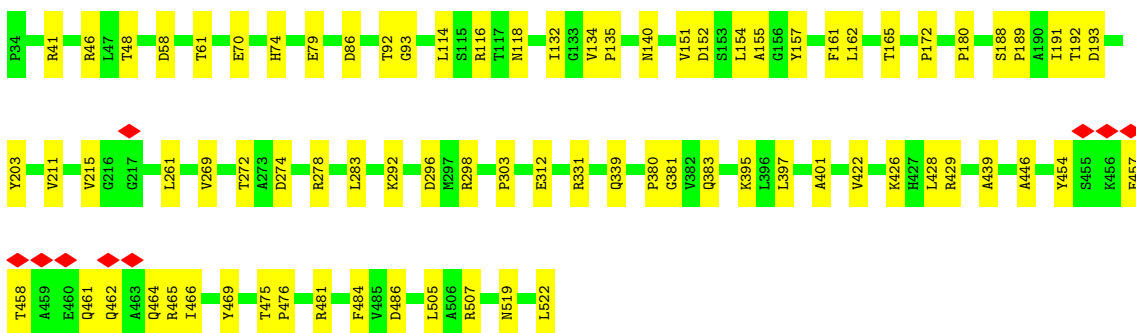 P34 R41 R46 L47 T48 D58 T61 E70 H74 E79 D86 T92 G93 L114 S115 R116 T117 N118 I132 G133 V134 P135 N140 V151 D152 S153 L154 A155 G156 Y157 F161 L162 T165 P172 P180 S188 P189 A190 I191 T192 D193
Y203 V211 V215 G216 G217 L261 V269 T272 A273 D274 R278 L283 K292 D296 M297 R298 P303 E312 R331 Q339 P380 G381 V382 Q383 K395 L396 L397 A401 V422 K426 H427 L428 R429 A439 A446 Y454 S455 K456 E457
T458 A459 E460 Q461 Q462 A463 Q464 R465 I466 Y469 T475 P476 R481 F484 V485 D486 L505 A506 R507 N519 L522